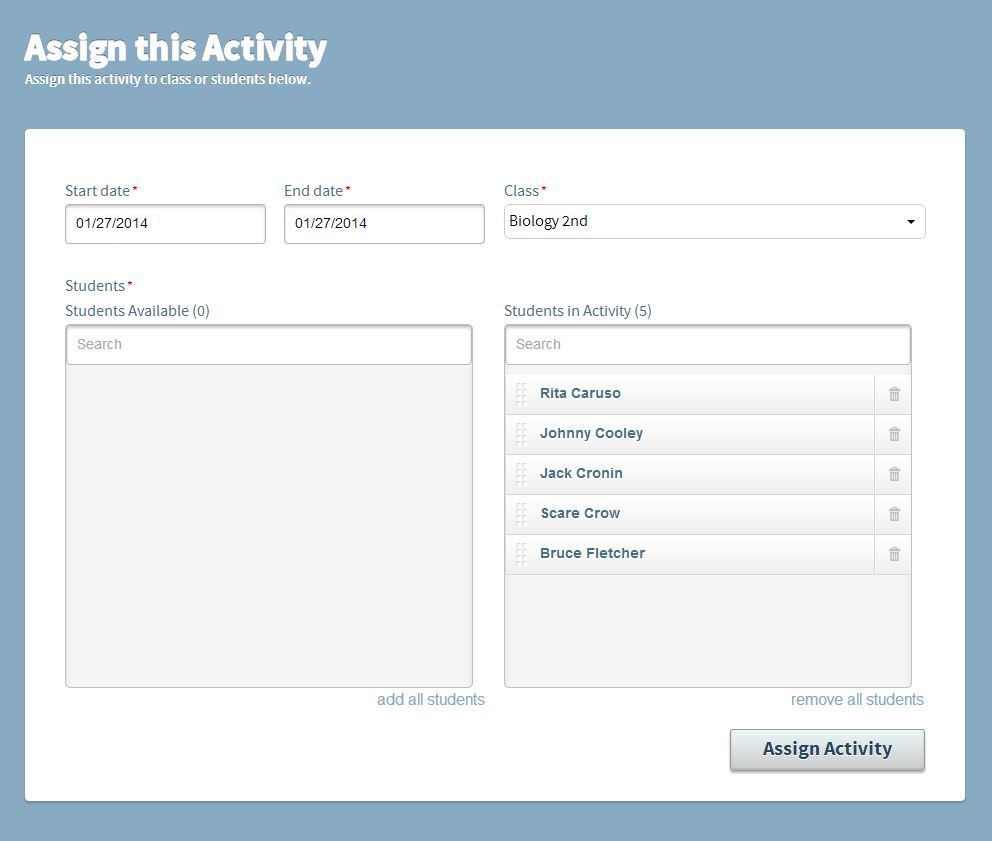 Assign this Activity
Assign this activity to class or students below.
Start date* End date* Class*
01/27/2014 01/27/2014 Biology 2nd
Students*
Students Available (0) Students in Activity (5)
Search Search
Rita Caruso
Johnny Cooley
Jack Cronin
Scare Crow
Bruce Fletcher
add all students remove all students
Assign Activity